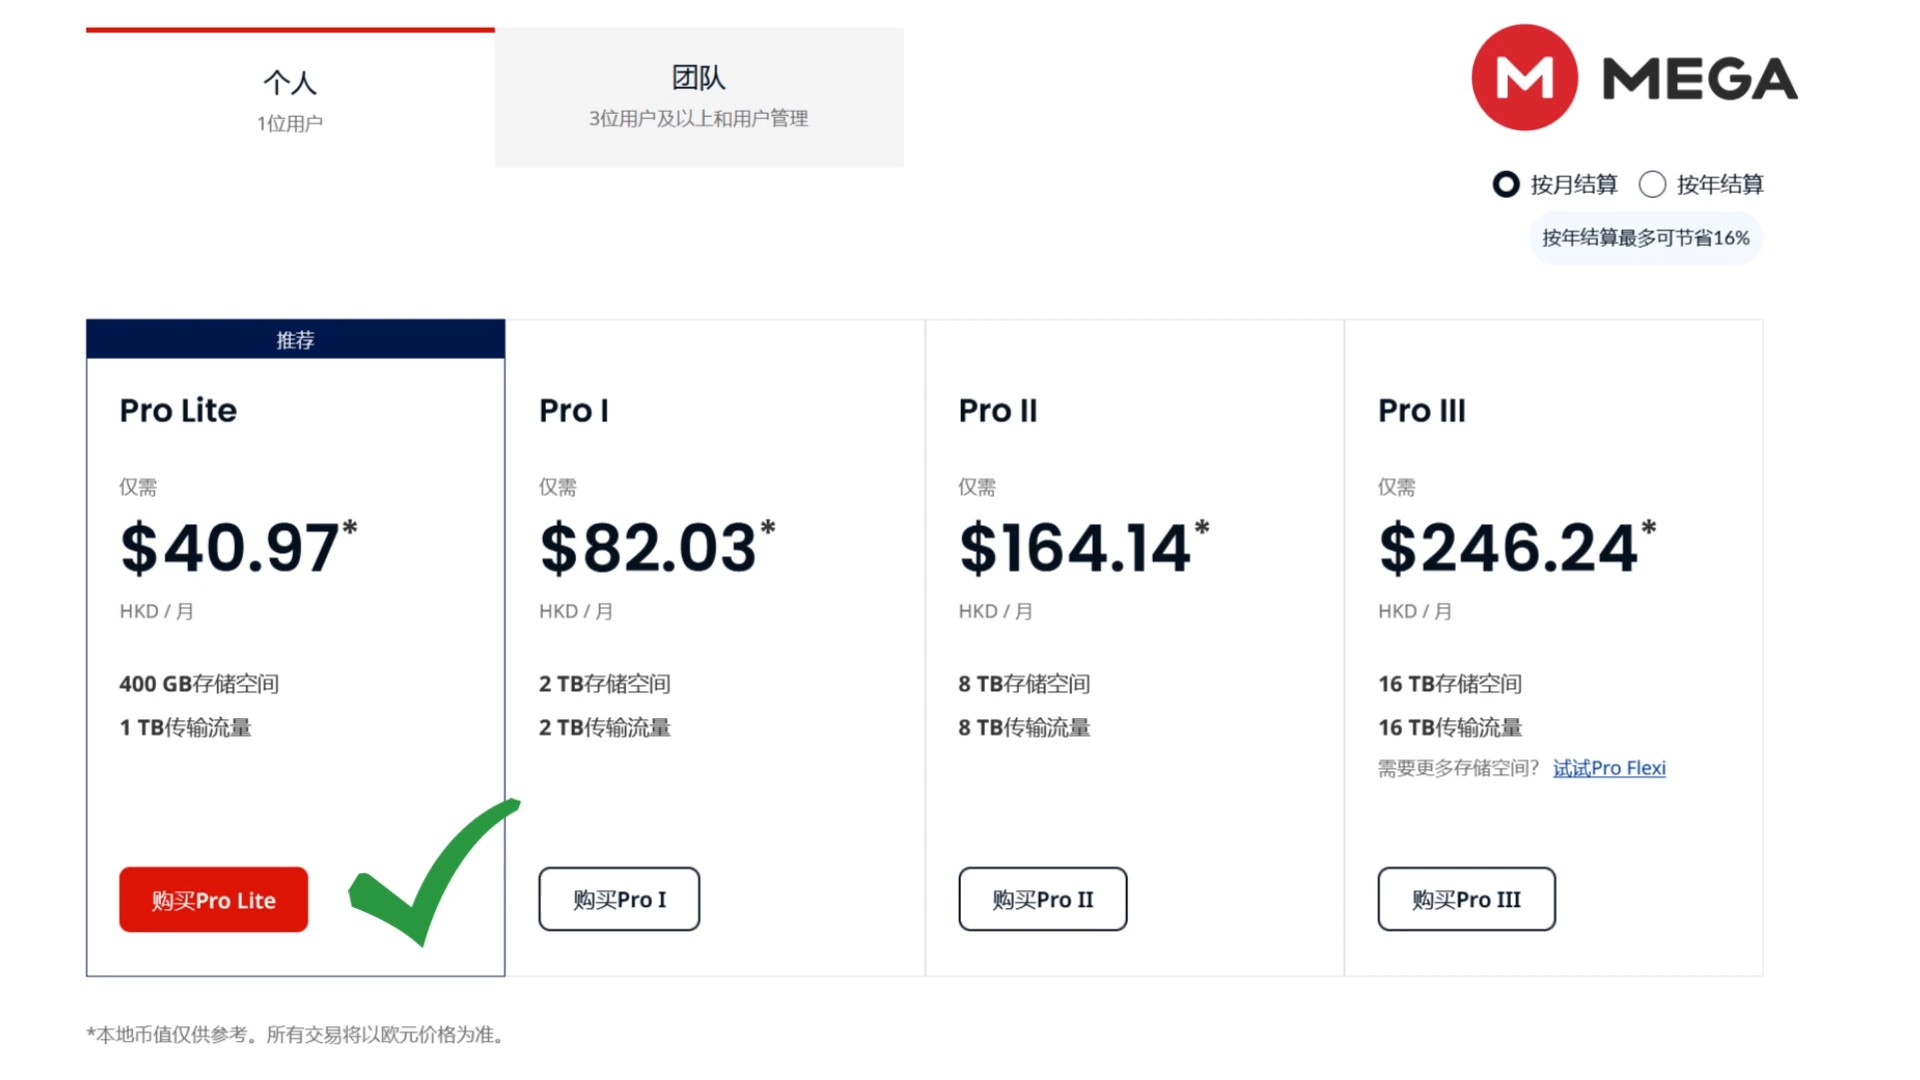 个人
1位用户
团队
3位用户及以上和用户管理
M MEGA
按月结算 按年结算
按年结算最多可节省16%
推荐
Pro Lite
仅需
$40.97*
HKD / 月
400 GB存储空间
1 TB传输流量
购买Pro Lite
Pro I
仅需
$82.03*
HKD / 月
2 TB存储空间
2 TB传输流量
购买Pro I
Pro II
仅需
$164.14*
HKD / 月
8 TB存储空间
8 TB传输流量
购买Pro II
Pro III
仅需
$246.24*
HKD / 月
16 TB存储空间
16 TB传输流量
需要更多存储空间? 试试Pro Flexi
购买Pro III
*本地币值仅供参考。所有交易将以欧元价格为准。